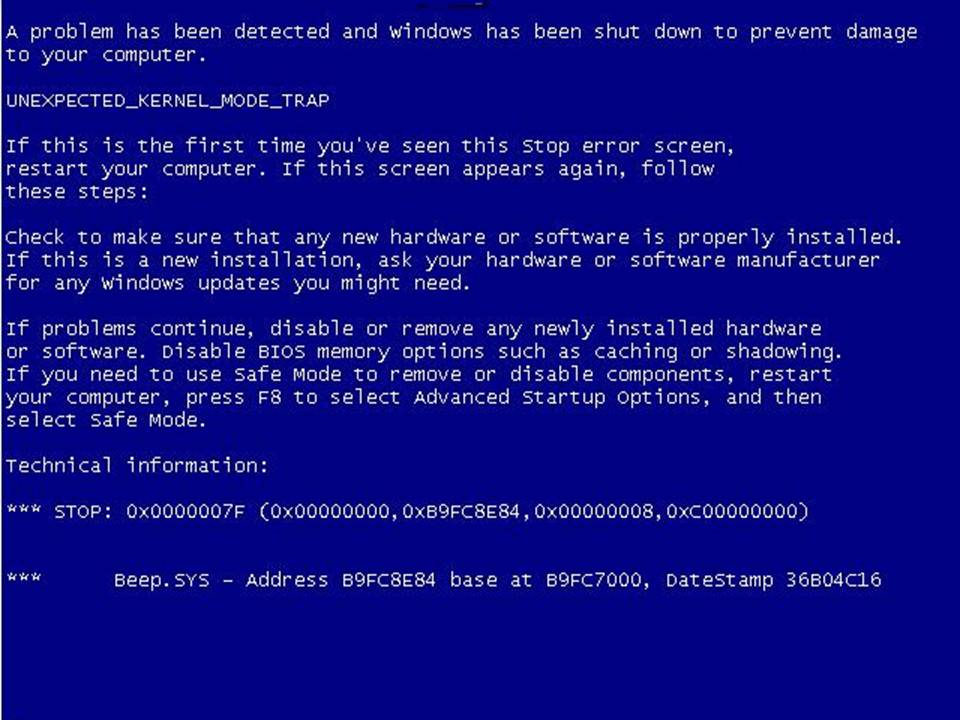 A problem has been detected and Windows has been shut down to prevent damage
to your computer.
UNEXPECTED_KERNEL_MODE_TRAP
If this is the first time you've seen this Stop error screen,
restart your computer. If this screen appears again, follow
these steps:
Check to make sure that any new hardware or software is properly installed.
If this is a new installation, ask your hardware or software manufacturer
for any Windows updates you might need.
If problems continue, disable or remove any newly installed hardware
or software. Disable BIOS memory options such as caching or shadowing.
If you need to use Safe Mode to remove or disable components, restart
your computer, press F8 to select Advanced Startup Options, and then
select Safe Mode.
Technical information:
*** STOP: 0x0000007F (0x00000000,0xB9FC8E84,0x00000008,0xC0000000)
*** Beep.SYS – Address B9FC8E84 base at B9FC7000, DateStamp 36B04C16